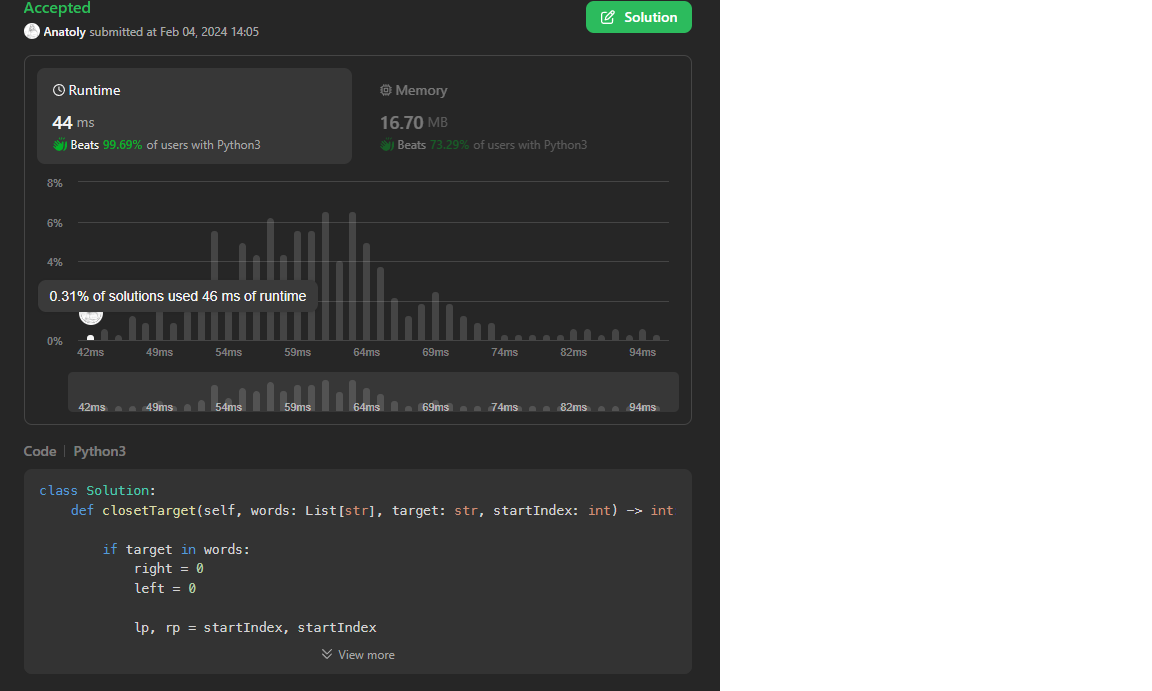 Accepted
Solution
Anatoly submitted at Feb 04, 2024 14:05
Runtime
Memory
44 ms
16.70 MB
Beats 99.69% of users with Python3
Beats 73.29% of users with Python3
8%
6%
4%
0.31% of solutions used 46 ms of runtime
0%
42ms 49ms 54ms 59ms 64ms 69ms 74ms 82ms 94ms
42ms 49ms 54ms 59ms 64ms 69ms 74ms 82ms 94ms
Code | Python3
class Solution:
def closetTarget(self, words: List[str], target: str, startIndex: int) -> int
if target in words:
right = 0
left = 0
lp, rp = startIndex, startIndex
View more